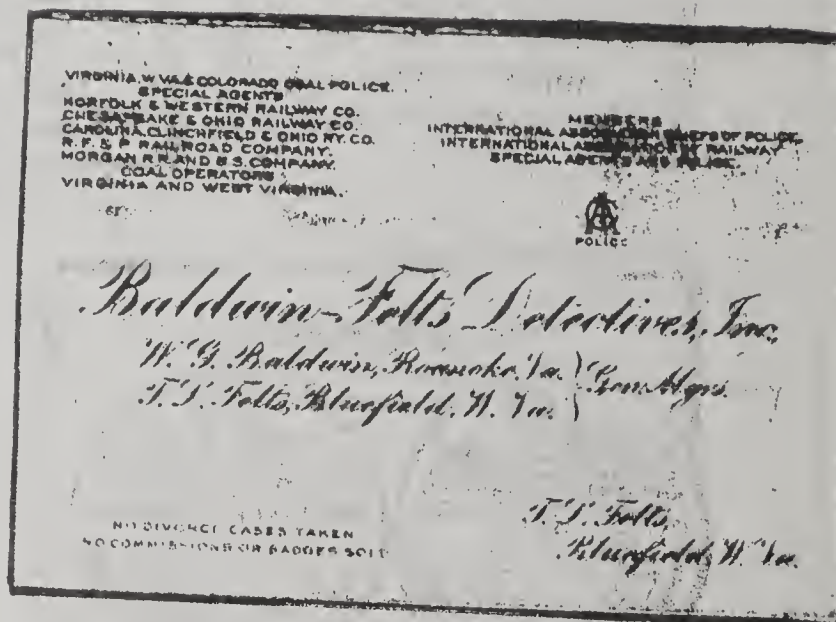 VIRGINIA, W. VA. & COLORADO COAL POLICE.
SPECIAL AGENTS
NORFOLK & WESTERN RAILWAY CO.
CHESAPEAKE & OHIO RAILWAY CO.
CAROLINA, CLINCHFIELD & OHIO RY. CO.
R. F. & P. RAILROAD COMPANY.
MORGAN R.R. AND B S. COMPANY.
COAL OPERATORS
VIRGINIA AND WEST VIRGINIA.
MEMBERS
INTERNATIONAL ASSOCIATION CHIEFS OF POLICE.
INTERNATIONAL ASSOCIATION OF RAILWAY
SPECIAL AGENTS AND POLICE.
POLICE
Baldwin-Felts Detectives, Inc.
W. G. Baldwin, Roanoke, Va.
T. L. Felts, Bluefield, W. Va.
} Gen. Mgrs.
NO DIVORCE CASES TAKEN
NO COMMISSIONS OR BADGES SOLD
T. L. Felts,
Bluefield, W. Va.